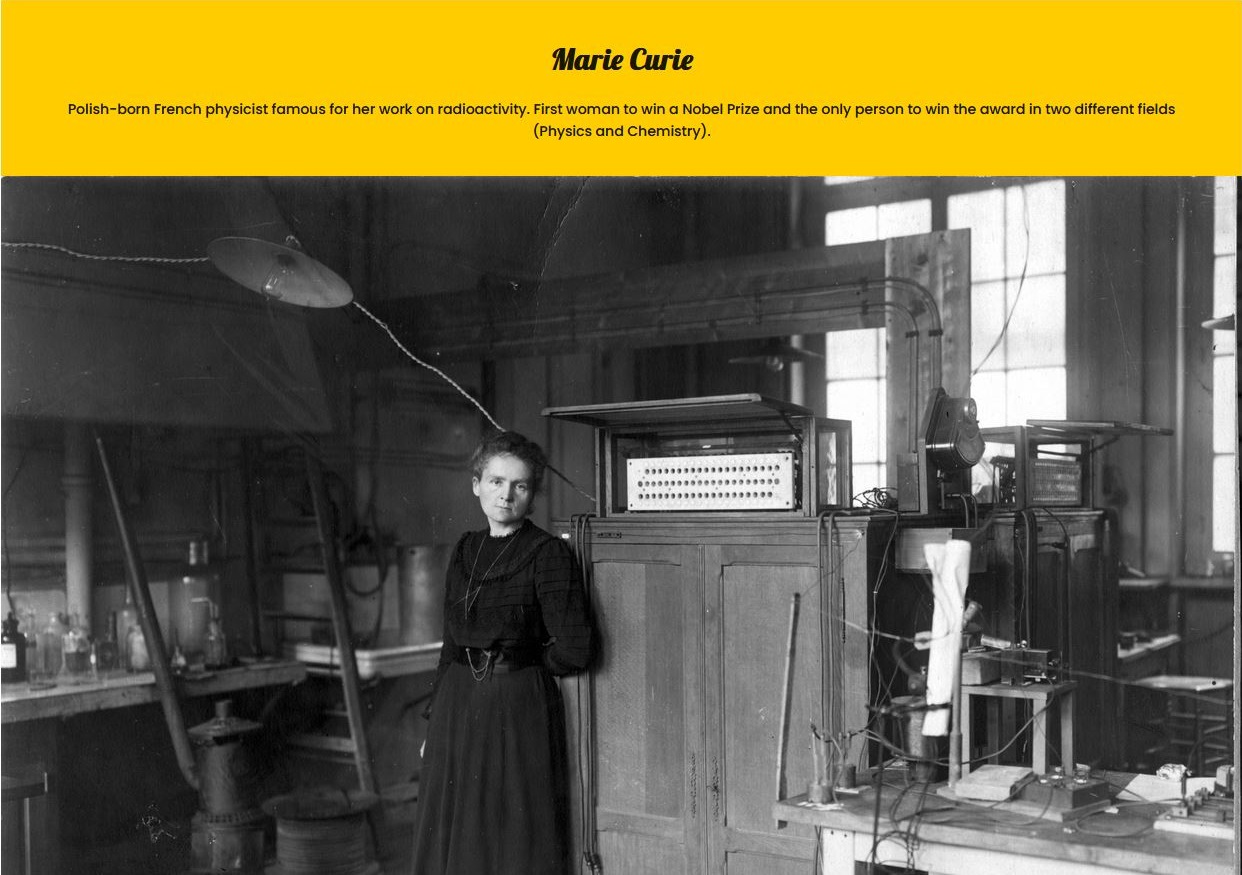 Marie Curie
Polish-born French physicist famous for her work on radioactivity. First woman to win a Nobel Prize and the only person to win the award in two different fields
(Physics and Chemistry).